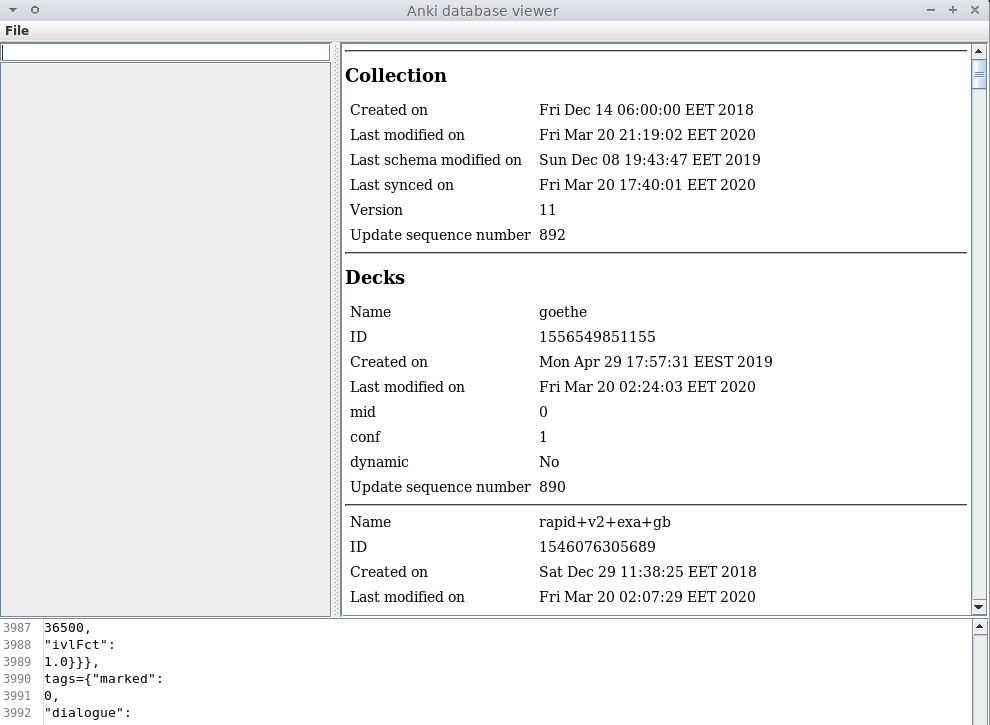 Anki database viewer
File
Collection
Created on Fri Dec 14 06:00:00 EET 2018
Last modified on Fri Mar 20 21:19:02 EET 2020
Last schema modified on Sun Dec 08 19:43:47 EET 2019
Last synced on Fri Mar 20 17:40:01 EET 2020
Version 11
Update sequence number 892
Decks
Name goethe
ID 1556549851155
Created on Mon Apr 29 17:57:31 EEST 2019
Last modified on Fri Mar 20 02:24:03 EET 2020
mid 0
conf 1
dynamic No
Update sequence number 890
Name rapid+v2+exa+gb
ID 1546076305689
Created on Sat Dec 29 11:38:25 EET 2018
Last modified on Fri Mar 20 02:07:29 EET 2020
3987 36500,
3988 "ivlFct":
3989 1.0}}},
3990 tags={"marked":
3991 0,
3992 "dialogue":